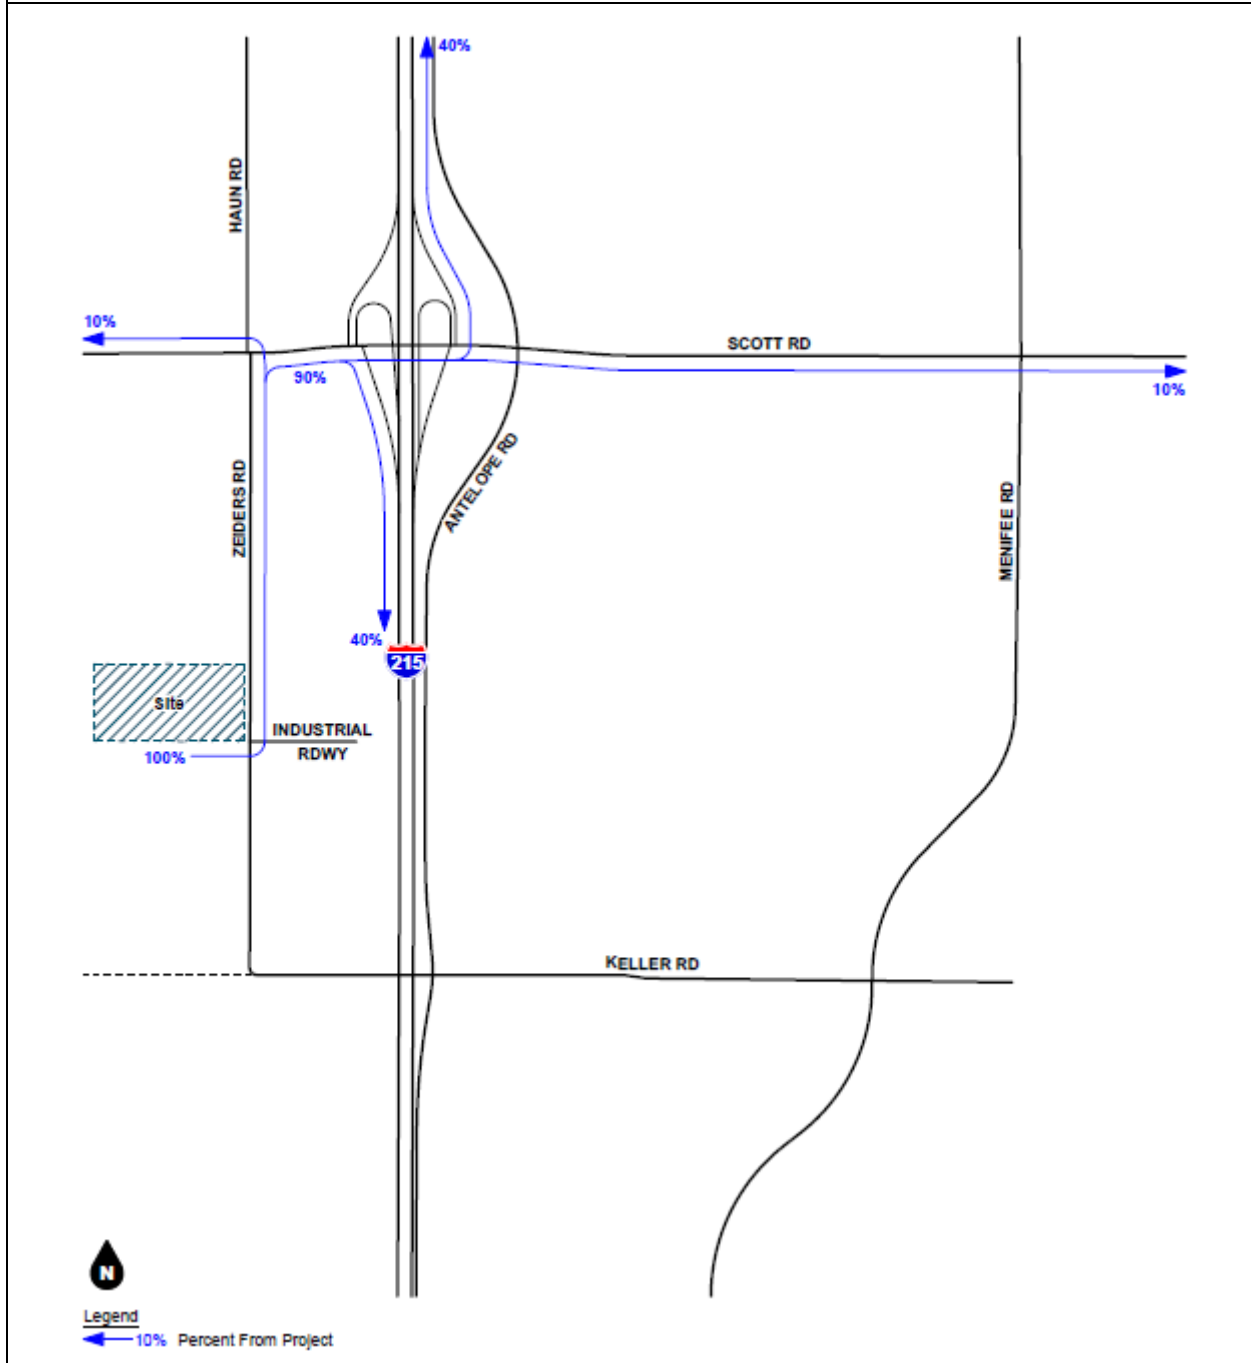 40%
HAUN RD
10%
SCOTT RD
90%
10%
ANTELOPE RD
ZEIDERS RD
MENIFEE RD
40%
215
Site
INDUSTRIAL
RDWY
100%
KELLER RD
N
Legend
10% Percent From Project